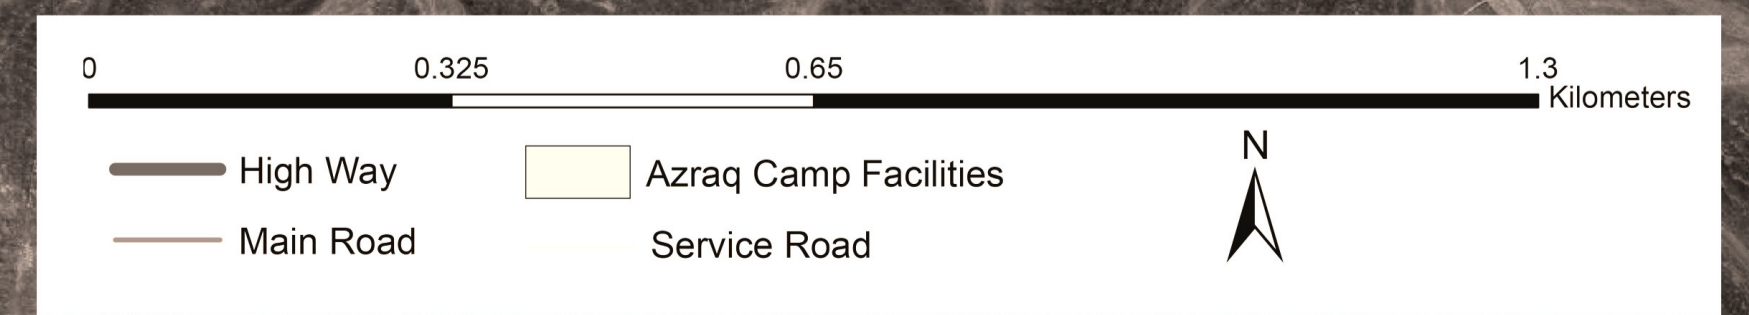 0 0.325 0.65 1.3
Kilometers
N
High Way
Azraq Camp Facilities
Main Road
Service Road